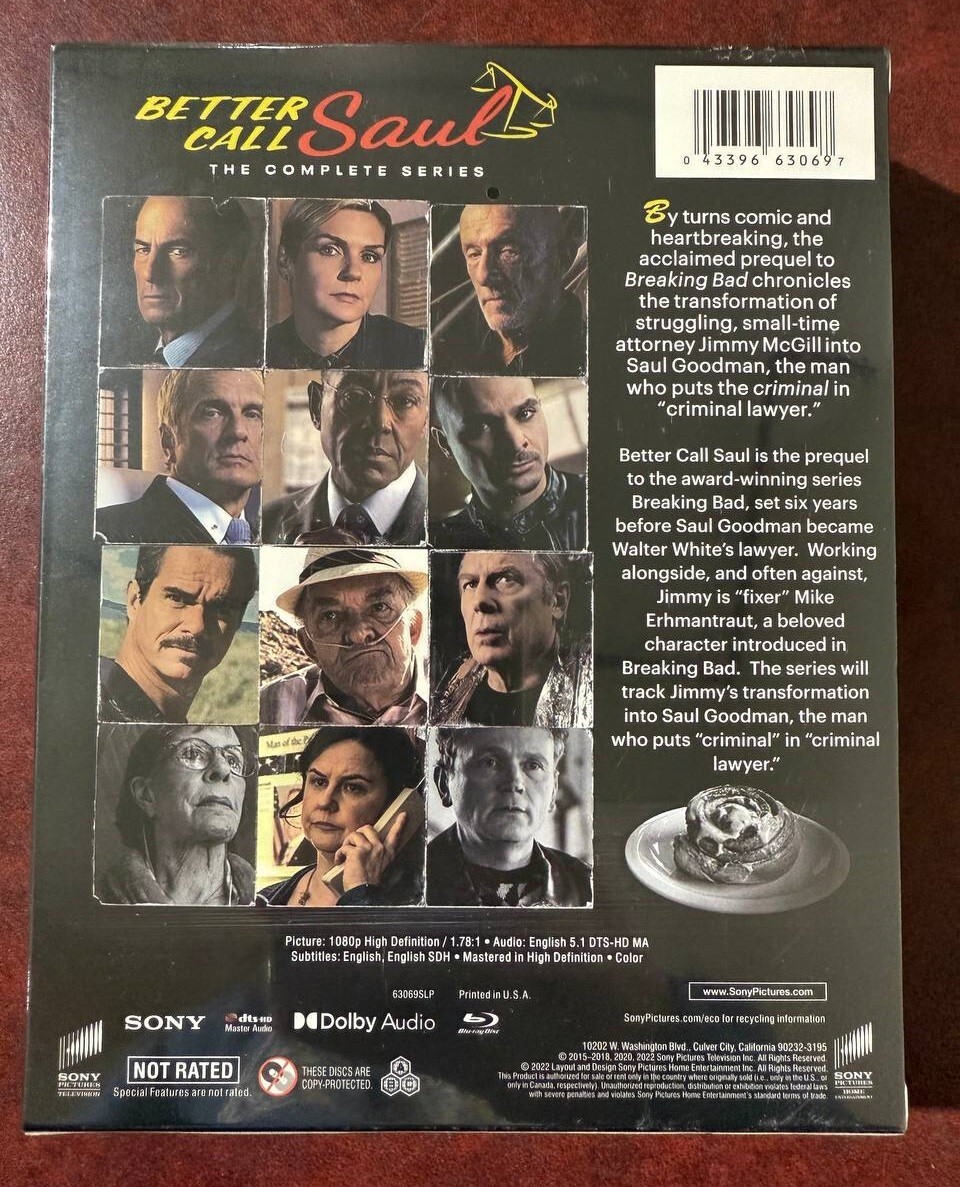 BETTER
CALL Saul
THE COMPLETE SERIES
0 43396 63069 7
By turns comic and
heartbreaking, the
acclaimed prequel to
Breaking Bad chronicles
the transformation of
struggling, small-time
attorney Jimmy McGill into
Saul Goodman, the man
who puts the criminal in
“criminal lawyer.”
Better Call Saul is the prequel
to the award-winning series
Breaking Bad, set six years
before Saul Goodman became
Walter White’s lawyer. Working
alongside, and often against,
Jimmy is “fixer” Mike
Erhmantraut, a beloved
character introduced in
Breaking Bad. The series will
track Jimmy’s transformation
into Saul Goodman, the man
who puts “criminal” in “criminal
lawyer.”
Man of the
Picture: 1080p High Definition / 1.78:1 • Audio: English 5.1 DTS-HD MA
Subtitles: English, English SDH • Mastered in High Definition • Color
63069SLP Printed in U.S.A.
www.SonyPictures.com
SONY
dts-HD
Master Audio
Dolby Audio
Blu-ray Disc
SonyPictures.com/eco for recycling information
SONY
PICTURES
TELEVISION
NOT RATED
Special Features are not rated.
THESE DISCS ARE
COPY-PROTECTED.
10202 W. Washington Blvd., Culver City, California 90232-3195
© 2015–2018, 2020, 2022 Sony Pictures Television Inc. All Rights Reserved.
© 2022 Layout and Design Sony Pictures Home Entertainment Inc. All Rights Reserved.
This Product is authorized for sale or rent only in the country where originally sold (i.e., only in the U.S., or
only in Canada, respectively). Unauthorized reproduction, distribution or exhibition violates federal laws
with severe penalties and violates Sony Pictures Home Entertainment’s standard terms of trade.
SONY
PICTURES
HOME
ENTERTAINMENT